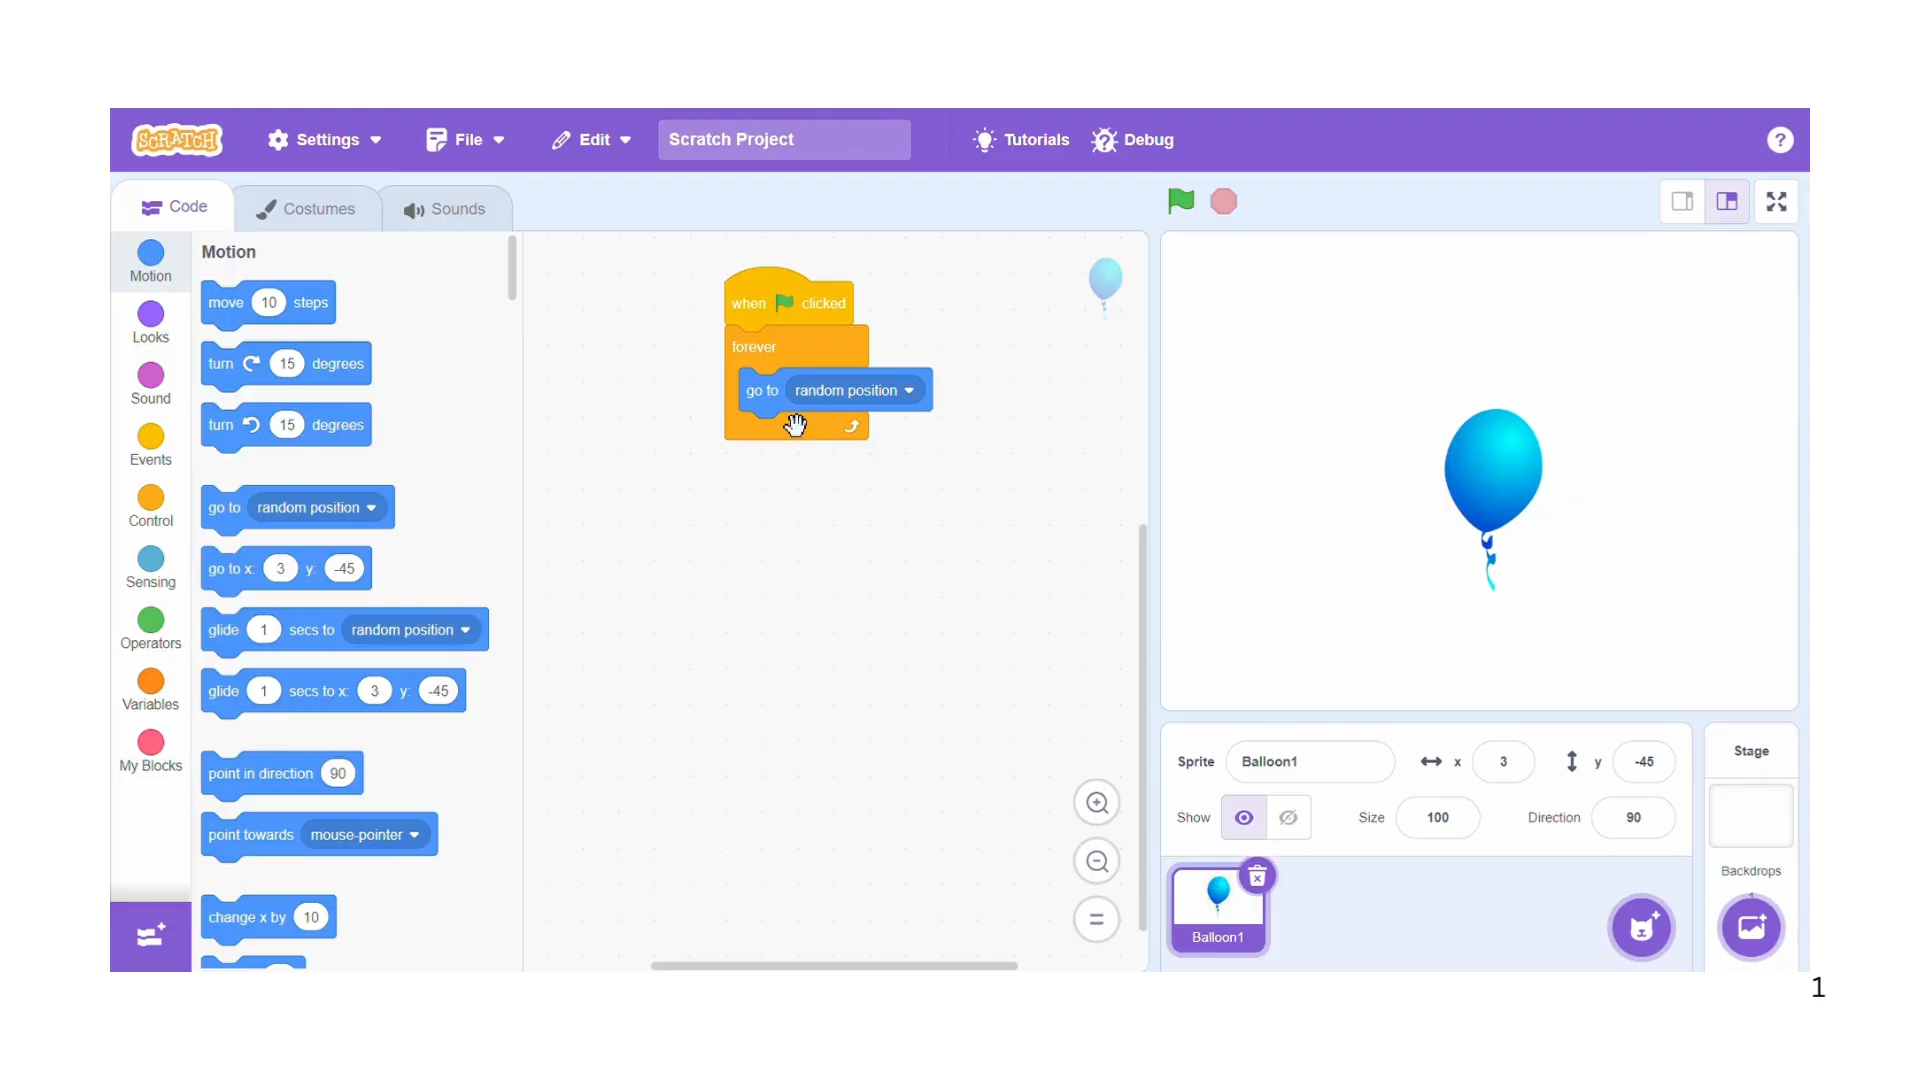 SCRATCH
Settings
File
Edit
Scratch Project
Tutorials
Debug
?
Code
Costumes
Sounds
Motion
Looks
Sound
Events
Control
Sensing
Operators
Variables
My Blocks
Motion
move 10 steps
turn 15 degrees
turn 15 degrees
go to random position
go to x: 3 y: -45
glide 1 secs to random position
glide 1 secs to x: 3 y: -45
point in direction 90
point towards mouse-pointer
change x by 10
when clicked
forever
go to random position
Sprite Balloon1 x 3 y -45
Show Size 100 Direction 90
Balloon1
Stage
Backdrops
1